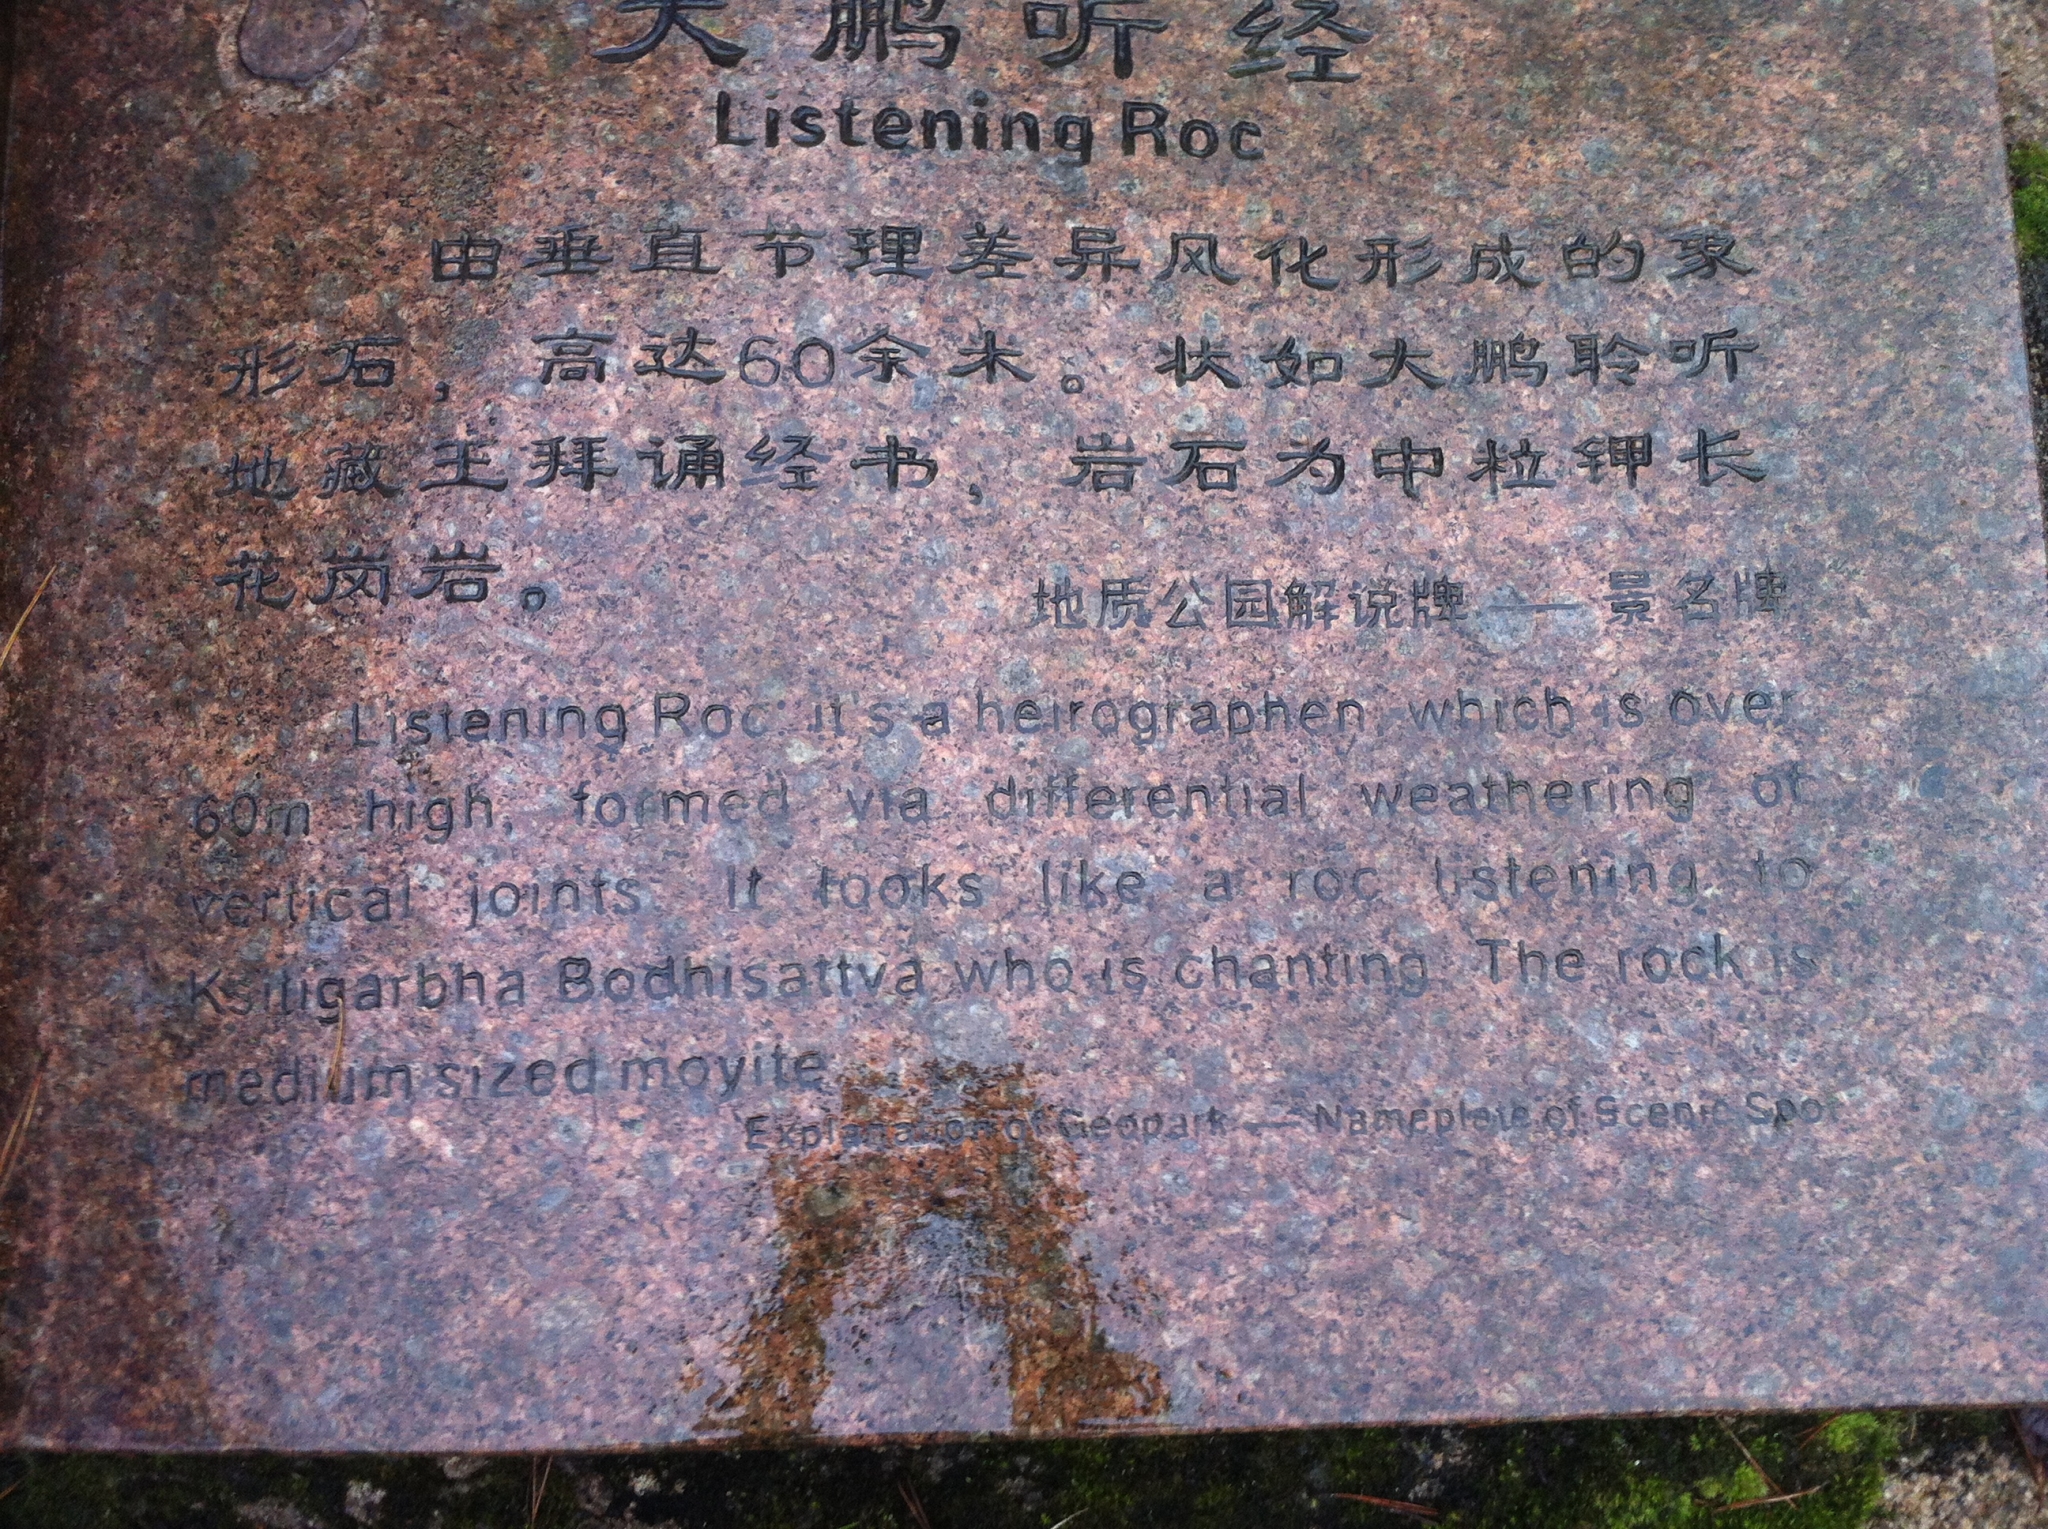 大鹏听经
Listening Roc
由垂直节理差异风化形成的象
形石，高达60余米。状如大鹏聆听
地藏王拜诵经书，岩石为中粒钾长
花岗岩。
地质公园解说牌——景名牌
Listening Roc: it's a heirographen, which is over
60m high, formed via differential weathering of
vertical joints. It looks like a roc listening to
Ksitigarbha Bodhisattva who is chanting. The rock is
medium sized moyite
Explanation of Geopark — Nameplate of Scenic Spot